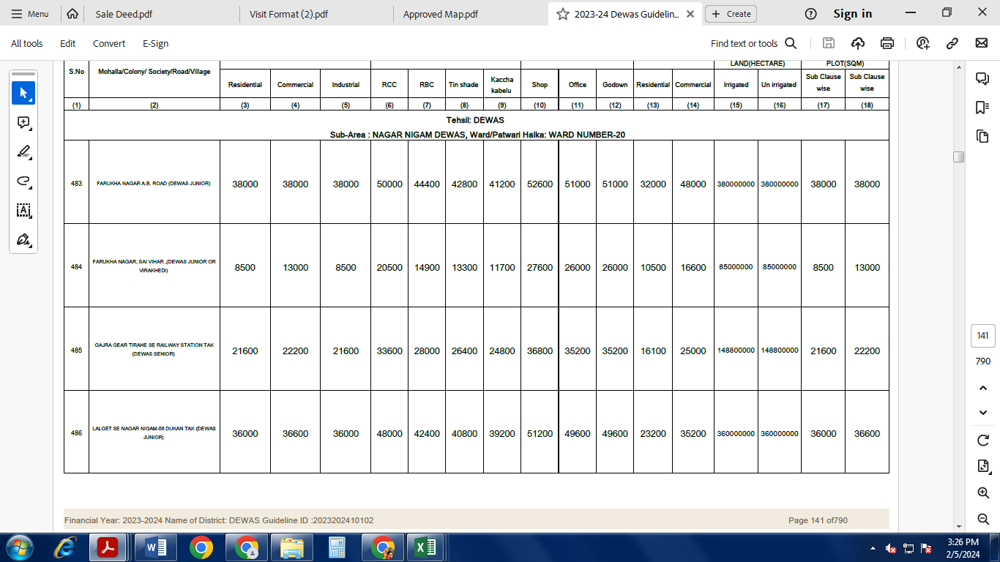 Menu
Sale Deed.pdf
Visit Format (2).pdf
Approved Map.pdf
2023-24 Dewas Guidelin...
Create
Sign in
All tools Edit Convert E-Sign
Find text or tools
S.No Mohalla/Colony/ Society/Road/Village LAND(HECTARE) PLOT(SQM)
Residential Commercial Industrial RCC RBC Tin shade Kaccha kabelu Shop Office Godown Residential Commercial Irrigated Un irrigated Sub Clause wise Sub Clause wise
(1) (2) (3) (4) (5) (6) (7) (8) (9) (10) (11) (12) (13) (14) (15) (16) (17) (18)
Tehsil: DEWAS
Sub-Area : NAGAR NIGAM DEWAS, Ward/Patwari Halka: WARD NUMBER-20
483 FARUKHA NAGAR A.B. ROAD (DEWAS JUNIOR) 38000 38000 38000 50000 44400 42800 41200 52600 51000 51000 32000 48000 380000000 380000000 38000 38000
484 FARUKHA NAGAR, SAI VIHAR ,(DEWAS JUNIOR OR VIRAKHEDI) 8500 13000 8500 20500 14900 13300 11700 27600 26000 26000 10500 16600 85000000 85000000 8500 13000
485 GAJRA GEAR TIRAHE SE RAILWAY STATION TAK (DEWAS SENIOR) 21600 22200 21600 33600 28000 26400 24800 36800 35200 35200 16100 25000 148800000 148800000 21600 22200
486 LALGET SE NAGAR NIGAM-56 DUKAN TAK (DEWAS JUNIOR) 36000 36600 36000 48000 42400 40800 39200 51200 49600 49600 23200 35200 360000000 360000000 36000 36600
Financial Year: 2023-2024 Name of District: DEWAS Guideline ID :2023202410102 Page 141 of790
141
790
3:26 PM
2/5/2024